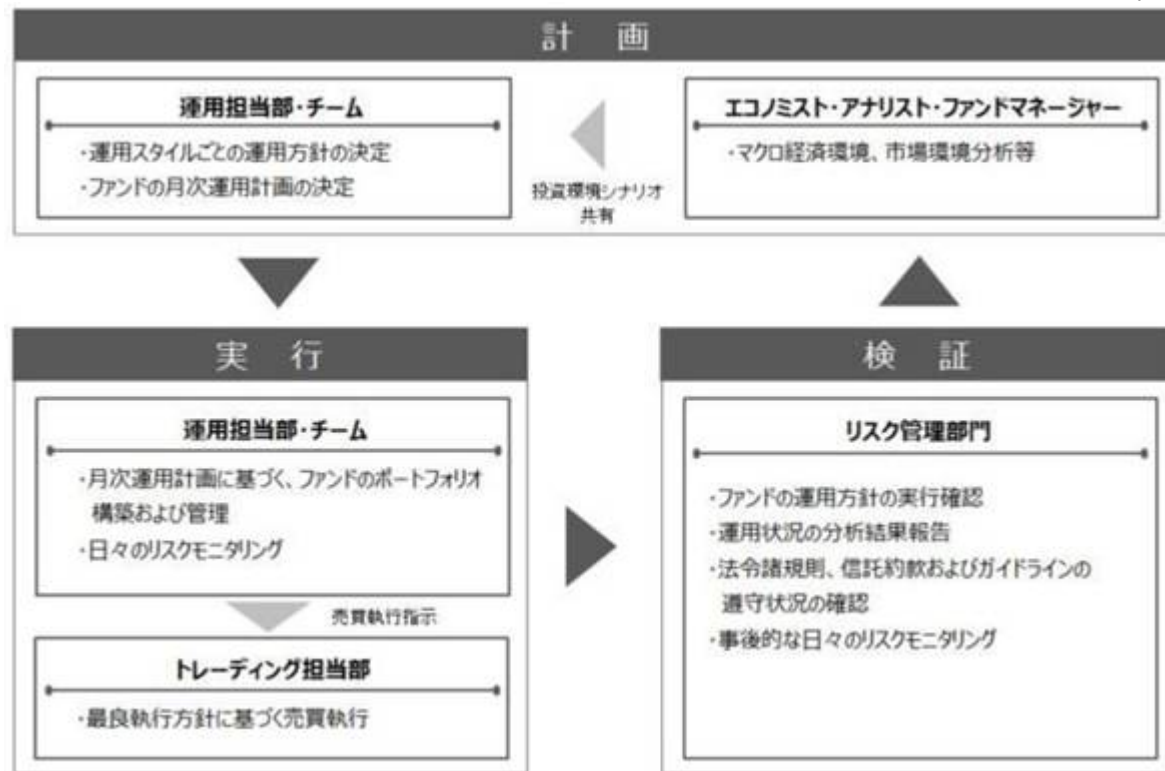 計 画
運用担当部・チーム
・運用スタイルごとの運用方針の決定
・ファンドの月次運用計画の決定
投資環境シナリオ
共有
エコノミスト・アナリスト・ファンドマネージャー
・マクロ経済環境、市場環境分析等
実 行
運用担当部・チーム
・月次運用計画に基づく、ファンドのポートフォリオ
構築および管理
・日々のリスクモニタリング
売買執行指示
トレーディング担当部
・最良執行方針に基づく売買執行
検 証
リスク管理部門
・ファンドの運用方針の実行確認
・運用状況の分析結果報告
・法令諸規則、信託約款およびガイドラインの
遵守状況の確認
・事後的な日々のリスクモニタリング